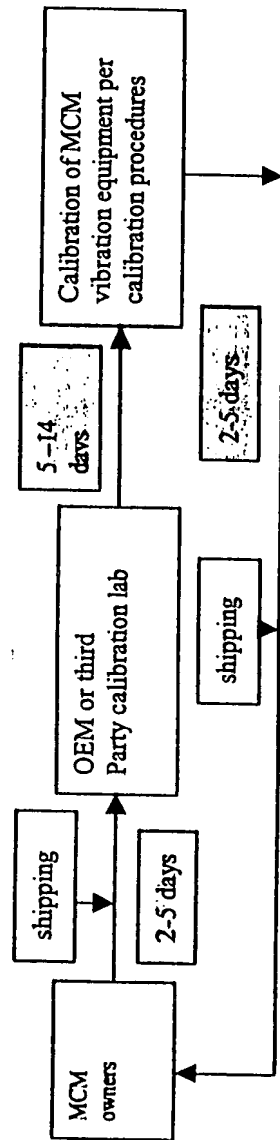 MCM
owners
shipping
2-5 days
OEM or third
Party calibration lab
5-14
days
Calibration of MCM
vibration equipment per
calibration procedures
shipping
2-5 days